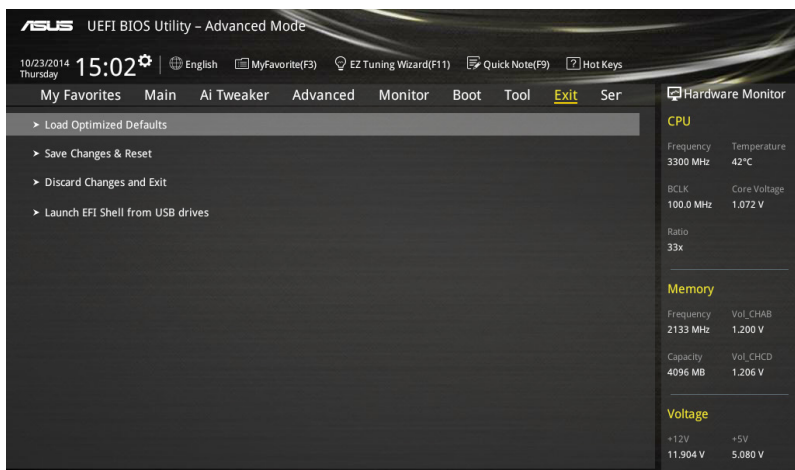 ASUS UEFI BIOS Utility – Advanced Mode
10/23/2014
Thursday
15:02
English
MyFavorite(F3)
EZ Tuning Wizard(F11)
Quick Note(F9)
? Hot Keys
My Favorites Main Ai Tweaker Advanced Monitor Boot Tool Exit Ser
> Load Optimized Defaults
> Save Changes & Reset
> Discard Changes and Exit
> Launch EFI Shell from USB drives
Hardware Monitor
CPU
Frequency Temperature
3300 MHz 42°C
BCLK Core Voltage
100.0 MHz 1.072 V
Ratio
33x
Memory
Frequency Vol_CHAB
2133 MHz 1.200 V
Capacity Vol_CHCD
4096 MB 1.206 V
Voltage
+12V +5V
11.904 V 5.080 V